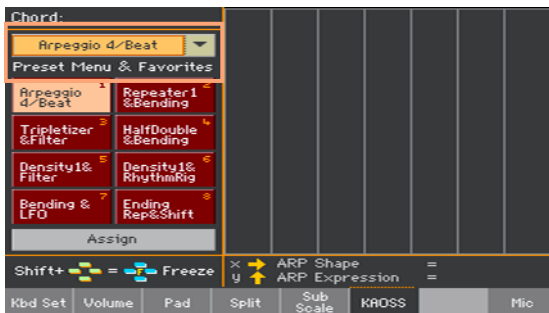 Chord:
Arpeggio 4/Beat
Preset Menu & Favorites
Arpeggio 4/Beat 1
Repeater1 &Bending 2
Tripletizer &Filter 3
HalfDouble &Bending 4
Density1& Filter 5
Density1& RhythmRig 6
Bending & LFO 7
Ending Rep&Shift 8
Assign
Shift+ = F Freeze
x ARP Shape =
y ARP Expression =
Kbd Set Volume Pad Split Sub Scale KAOSS Mic